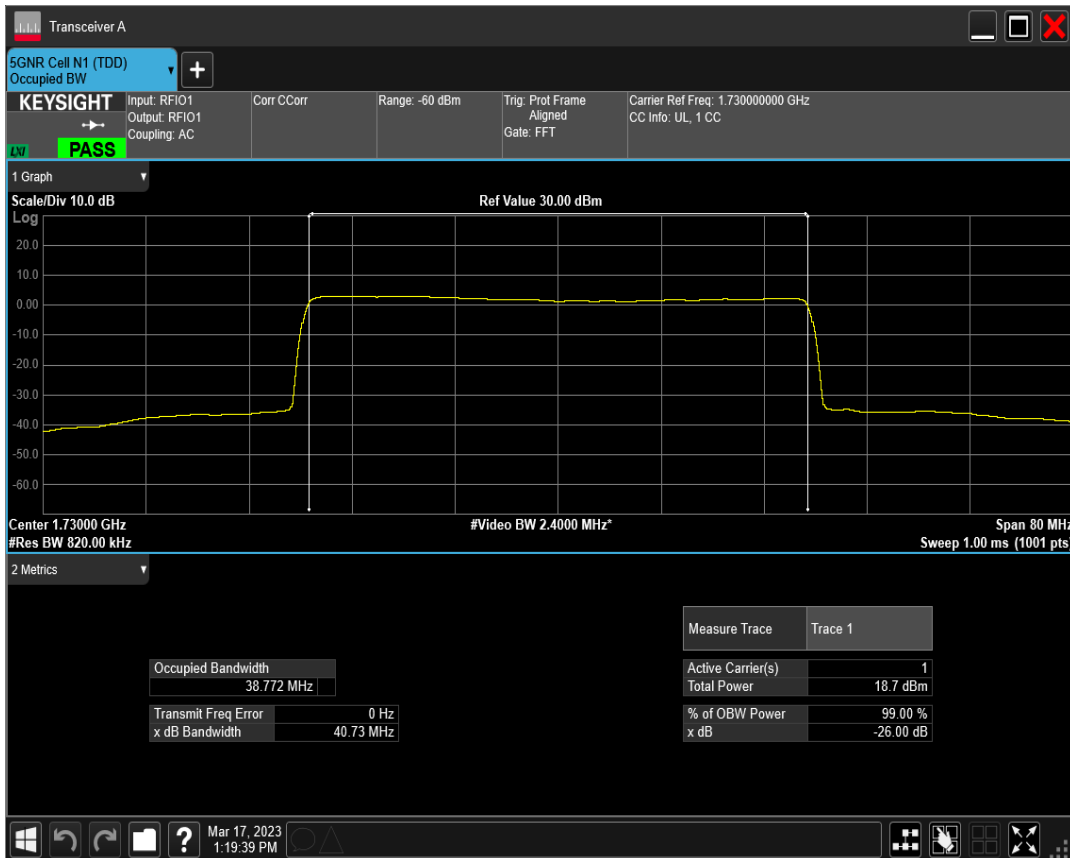 Transceiver A
5GNR Cell N1 (TDD)
Occupied BW
+
KEYSIGHT
LXI
PASS
Input: RFIO1
Output: RFIO1
Coupling: AC
Corr CCorr
Range: -60 dBm
Trig: Prot Frame
Aligned
Gate: FFT
Carrier Ref Freq: 1.730000000 GHz
CC Info: UL, 1 CC
1 Graph
Scale/Div 10.0 dB
Ref Value 30.00 dBm
Log
20.0
10.0
0.00
-10.0
-20.0
-30.0
-40.0
-50.0
-60.0
Center 1.73000 GHz
#Video BW 2.4000 MHz*
Span 80 MHz
#Res BW 820.00 kHz
Sweep 1.00 ms (1001 pts)
2 Metrics
Measure Trace Trace 1
Occupied Bandwidth
38.772 MHz
Active Carrier(s) 1
Total Power 18.7 dBm
Transmit Freq Error 0 Hz
x dB Bandwidth 40.73 MHz
% of OBW Power 99.00 %
x dB -26.00 dB
?
Mar 17, 2023
1:19:39 PM